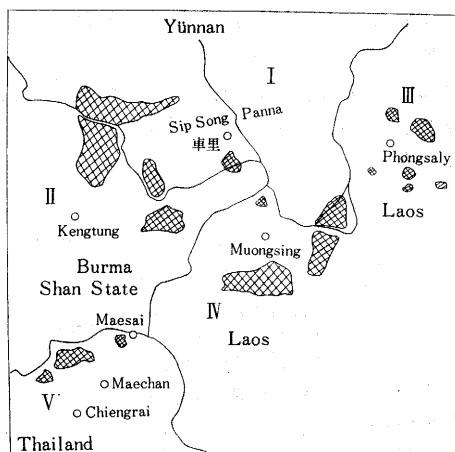 Yünnan
I
III
Sip Song Panna
車里
Phongsaly
II
Laos
Kengtung
Muongsing
Burma
Shan State
IV
Maesai
Laos
Maechan
V
Chiengrai
Thailand